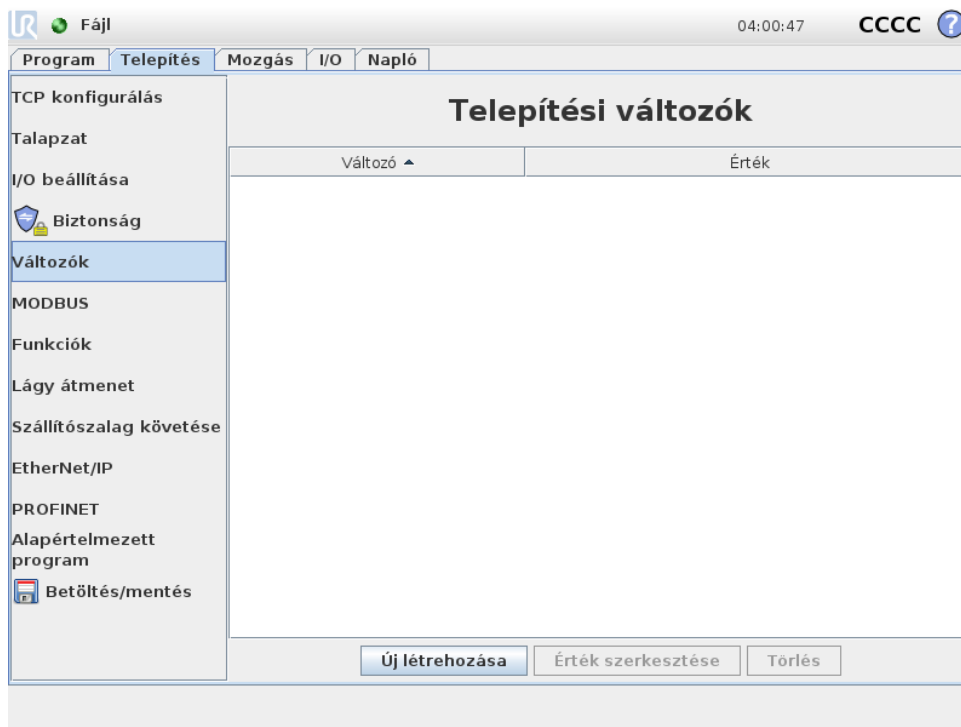 UR Fájl 04:00:47 CCCC ?
Program Telepítés Mozgás I/O Napló
TCP konfigurálás
Talapzat
I/O beállítása
Biztonság
Változók
MODBUS
Funkciók
Lágy átmenet
Szállítószalag követése
EtherNet/IP
PROFINET
Alapértelmezett
program
Betöltés/mentés
Telepítési változók
Változó Érték
Új létrehozása Érték szerkesztése Törlés